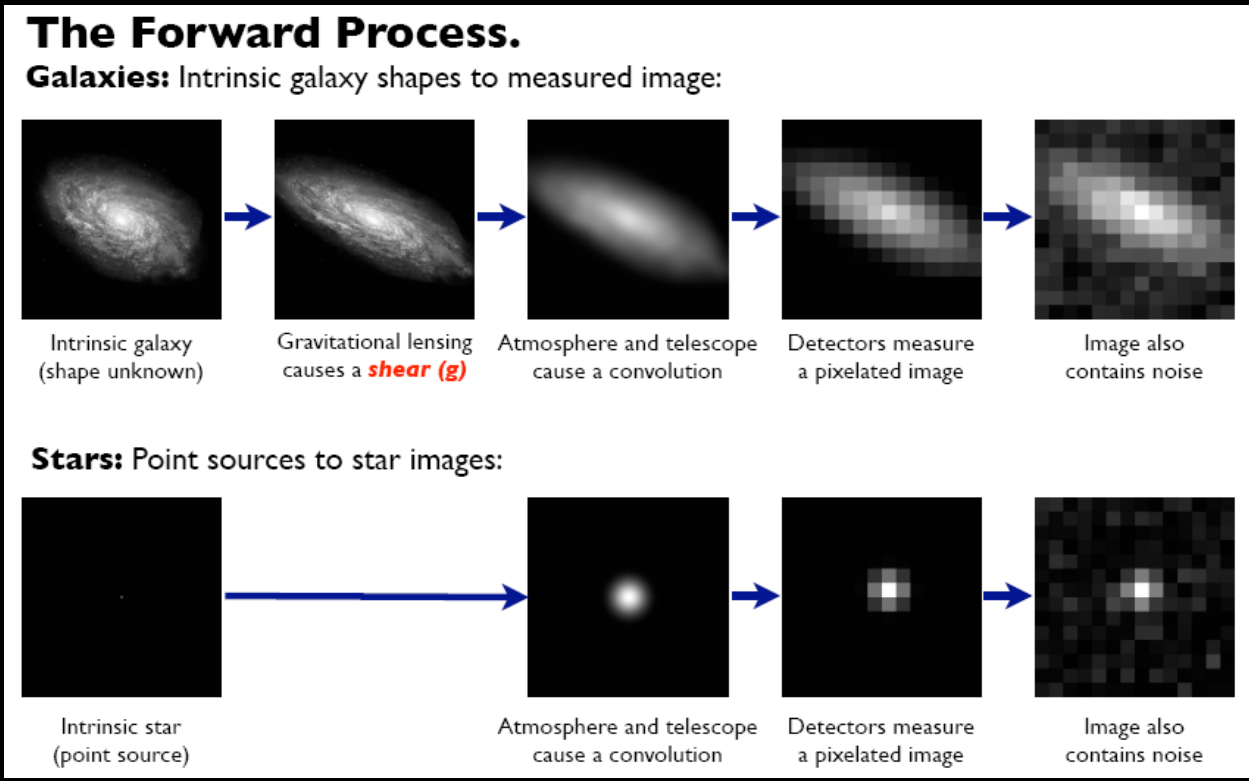 The Forward Process.
Galaxies: Intrinsic galaxy shapes to measured image:
Intrinsic galaxy
(shape unknown)
Gravitational lensing
causes a shear (g)
Atmosphere and telescope
cause a convolution
Detectors measure
a pixelated image
Image also
contains noise
Stars: Point sources to star images:
Intrinsic star
(point source)
Atmosphere and telescope
cause a convolution
Detectors measure
a pixelated image
Image also
contains noise